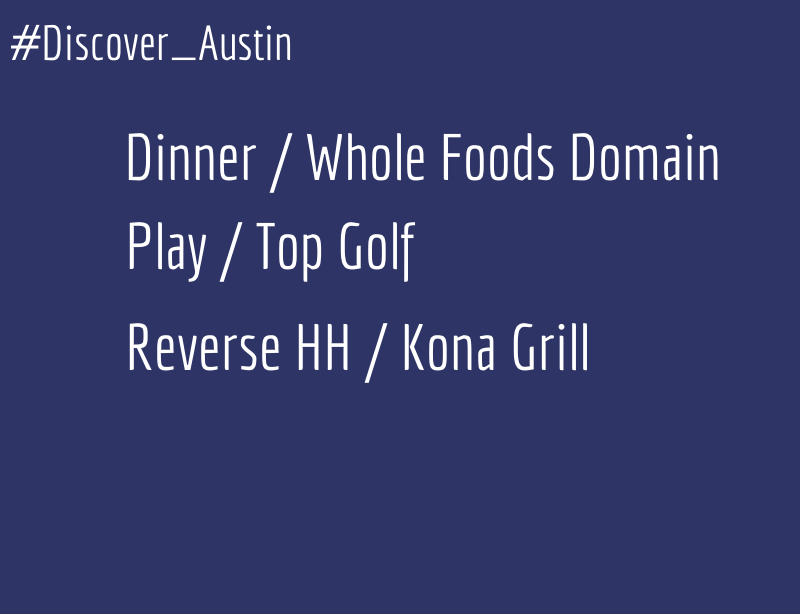 #Discover_Austin
Dinner / Whole Foods Domain
Play / Top Golf
Reverse HH / Kona Grill